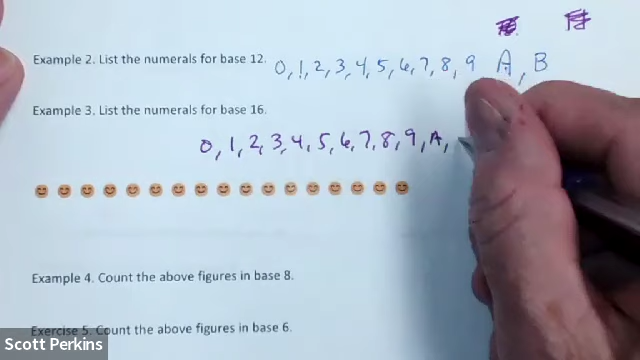 Example 2. List the numerals for base 12. 0, 1, 2, 3, 4, 5, 6, 7, 8, 9 A, B
Example 3. List the numerals for base 16.
0, 1, 2, 3, 4, 5, 6, 7, 8, 9, A,
Example 4. Count the above figures in base 8.
Exercise 5. Count the above figures in base 6.
Scott Perkins